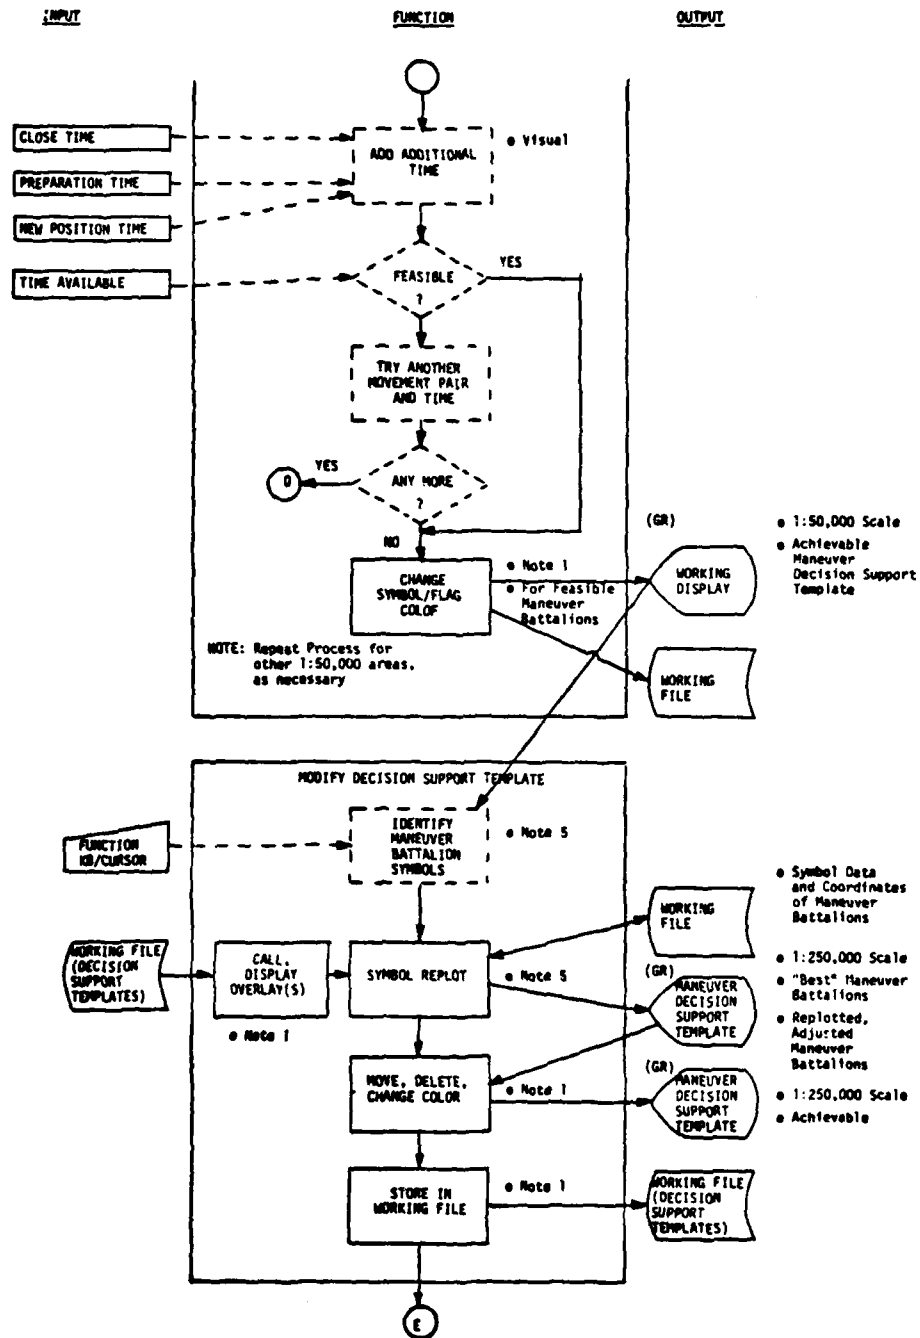 INPUT
FUNCTION
OUTPUT
CLOSE TIME
PREPARATION TIME
NEW POSITION TIME
TIME AVAILABLE
ADD ADDITIONAL
TIME
● Visual
FEASIBLE
?
YES
TRY ANOTHER
MOVEMENT PAIR
AND TIME
ANY MORE
?
YES
D
NO
CHANGE
SYMBOL/FLAG
COLOF
● Note 1
● For Feasible
Maneuver
Battalions
NOTE: Repeat Process for
other 1:50,000 areas,
as necessary
(GR)
WORKING
DISPLAY
● 1:50,000 Scale
● Achievable
Maneuver
Decision Support
Template
WORKING
FILE
MODIFY DECISION SUPPORT TEMPLATE
FUNCTION
KB/CURSOR
IDENTIFY
MANEUVER
BATTALION
SYMBOLS
● Note 5
WORKING FILE
(DECISION
SUPPORT
TEMPLATES)
CALL,
DISPLAY
OVERLAY(S)
● Note 1
SYMBOL REPLOT
● Note 5
WORKING
FILE
● Symbol Data
and Coordinates
of Maneuver
Battalions
(GR)
MANEUVER
DECISION
SUPPORT
TEMPLATE
● 1:250,000 Scale
● "Best" Maneuver
Battalions
● Replotted,
Adjusted
Maneuver
Battalions
MOVE, DELETE,
CHANGE COLOR
● Note 1
(GR)
MANEUVER
DECISION
SUPPORT
TEMPLATE
● 1:250,000 Scale
● Achievable
STORE IN
WORKING FILE
● Note 1
WORKING FILE
(DECISION
SUPPORT
TEMPLATES)
E